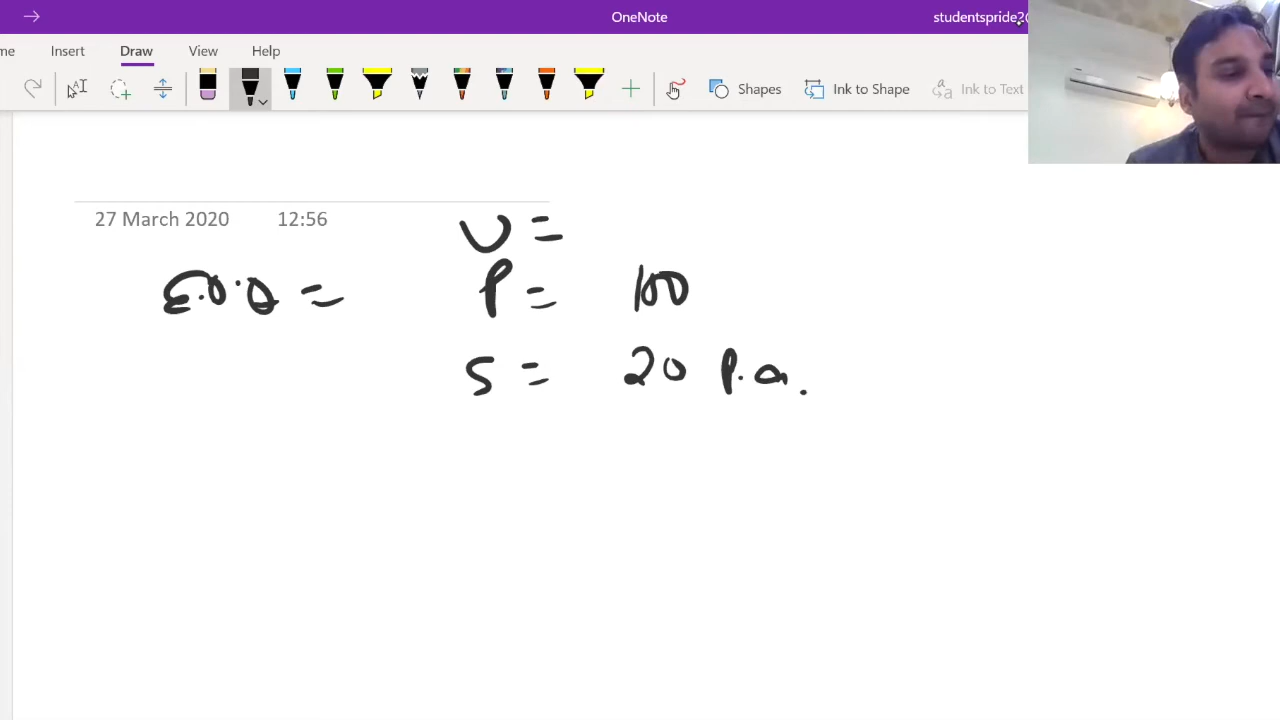 OneNote studentspride2
Insert Draw View Help
Shapes Ink to Shape Ink to Text
27 March 2020 12:56
U =
E.O.Q = P = 100
S = 20 P.a.